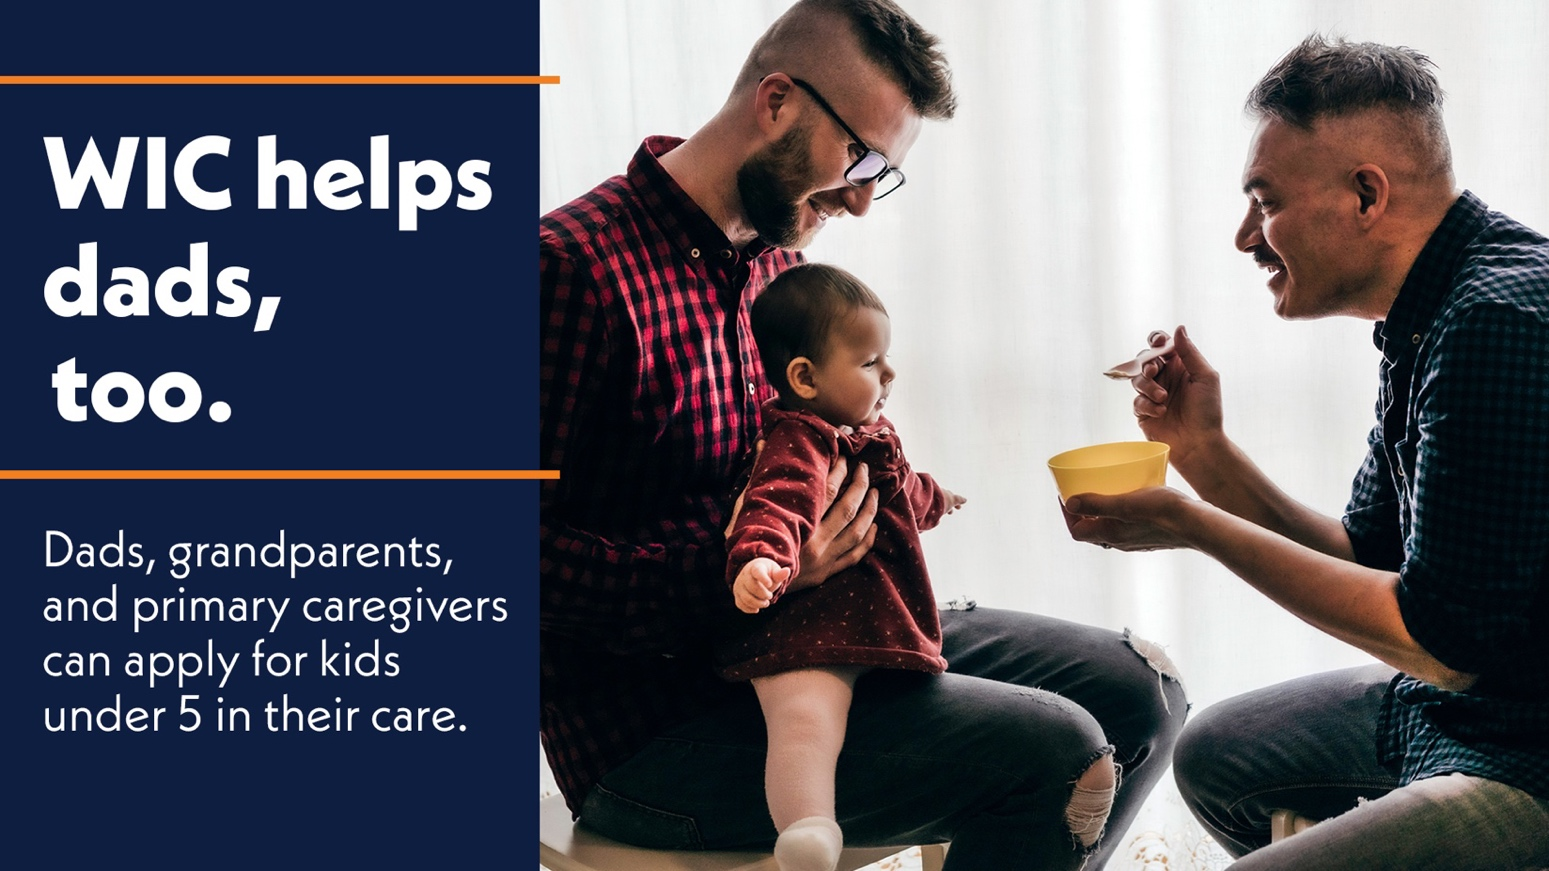 WIC helps
dads,
too.
Dads, grandparents,
and primary caregivers
can apply for kids
under 5 in their care.